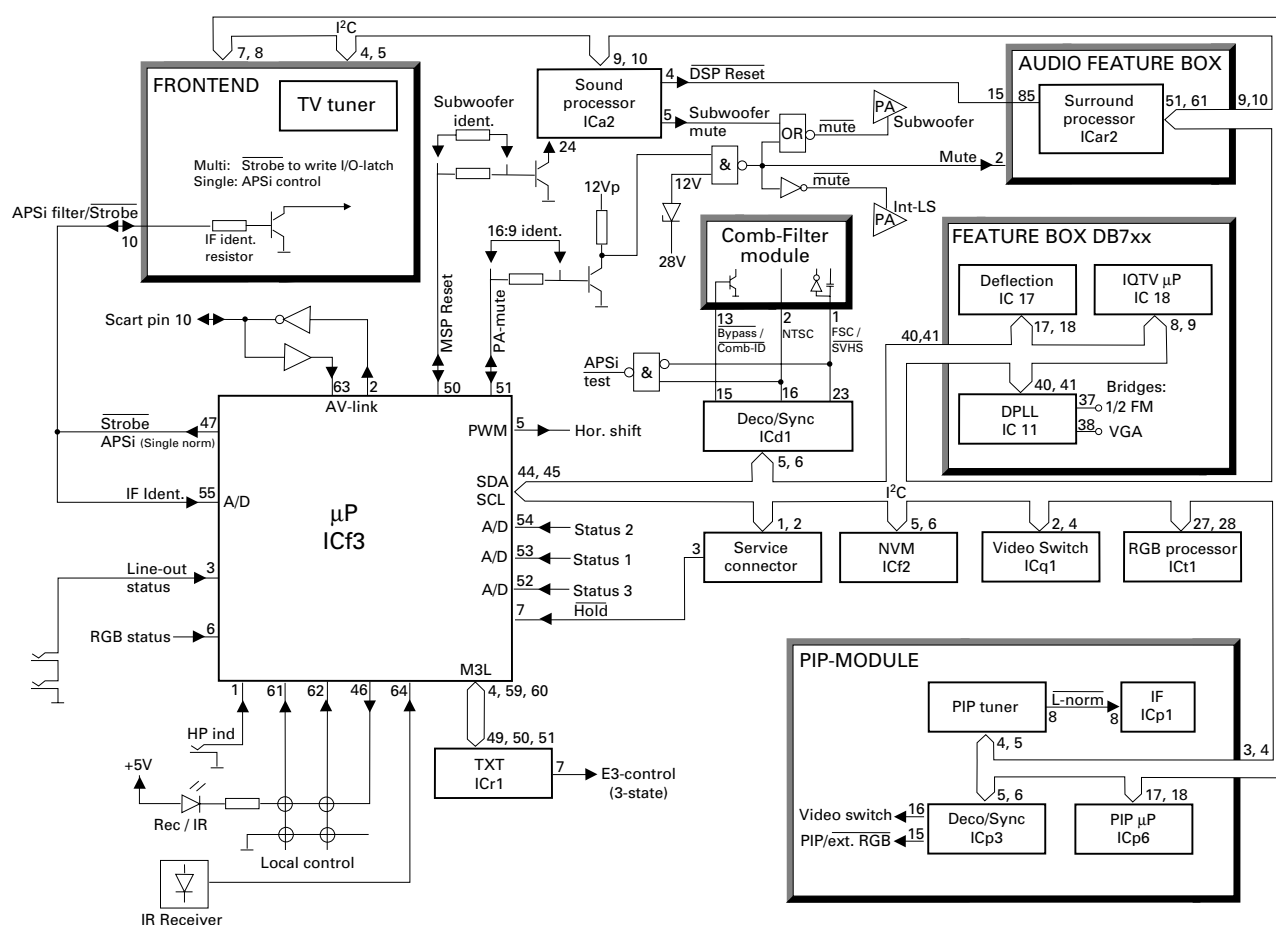 I²C
7, 8
4, 5
9, 10
FRONTEND
TV tuner
Multi: Strobe to write I/O-latch
Single: APSi control
APSi filter/Strobe
10
IF ident.
resistor
Subwoofer
ident.
Sound
processor
ICa2
4
DSP Reset
5
Subwoofer
mute
24
OR
mute
PA
Subwoofer
&
Mute
2
12V
28V
mute
Int-LS
PA
12Vp
AUDIO FEATURE BOX
15
85
Surround
processor
ICar2
51, 61
9,10
16:9 ident.
MSP Reset
PA-mute
Comb-Filter
module
13
Bypass /
Comb-ID
2
NTSC
1
FSC /
SVHS
APSi
test
&
15
16
23
Deco/Sync
ICd1
5, 6
FEATURE BOX DB7xx
Deflection
IC 17
17, 18
IQTV µP
IC 18
8, 9
40,41
40, 41
DPLL
IC 11
Bridges:
37
1/2 FM
38
VGA
Scart pin 10
63
2
AV-link
50
51
Strobe
47
APSi (Single norm)
IF Ident.
55
A/D
µP
ICf3
PWM
5
Hor. shift
SDA
SCL
44, 45
I²C
A/D
54
Status 2
A/D
53
Status 1
A/D
52
Status 3
7
Hold
3
1, 2
Service
connector
5, 6
NVM
ICf2
2, 4
Video Switch
ICq1
27, 28
RGB processor
ICt1
Line-out
status
3
RGB status
6
M3L
1
61
62
46
64
4, 59, 60
HP ind
49, 50, 51
TXT
ICr1
7
E3-control
(3-state)
+5V
Rec / IR
Local control
IR Receiver
PIP-MODULE
PIP tuner
L-norm
8
8
IF
ICp1
4, 5
3, 4
5, 6
17, 18
Video switch
16
PIP/ext. RGB
15
Deco/Sync
ICp3
PIP µP
ICp6